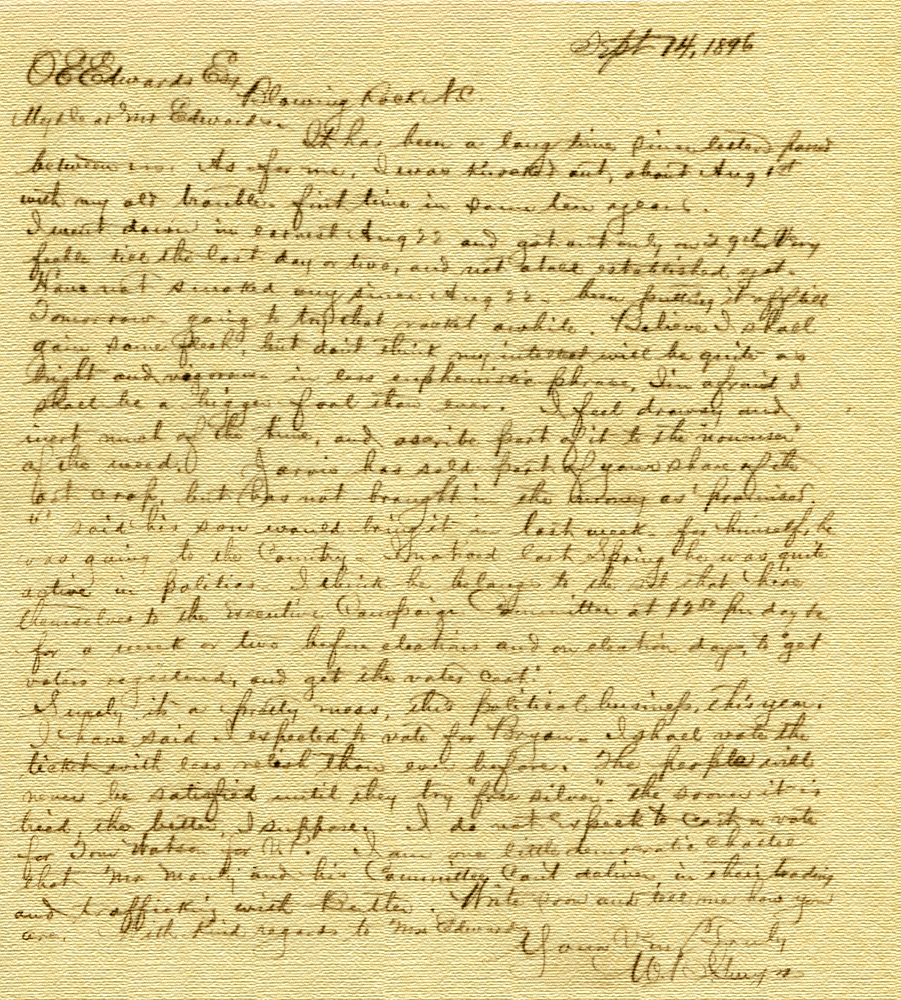 Sept 14, 1896
O E Edwards Esq
Blowing Rock N.C.
My dear Mr Edwards
It has been a long time since letters passed
between us. As for me, I was knocked out, about Aug 1st
with my old trouble first time in some ten years.
I went down in earnest Aug 22 and got out only very
feeble till the last day or two, and not at all established, yet.
Have not smoked any since Aug 22. been putting it off till
Tomorrow going to try that racket awhile. Believe I shall
gain some flesh, but don't think my intellect will be quite as
bright and vigorous in less euphemistic phrase, I'm afraid I
shall be a bigger fool than ever. I feel drowsy and
inert much of the time, and ascribe part of it to the "nonuser"
of the weed. Jarvis has sold part of your share of the
oat crop, but has not brought in the money as promised.
said his son would bring it in last week. for himself, he
was going to the Country. I noticed last Spring he was quite
active in politics. I think he belongs to the set that hire
themselves to the executive Campaign Committee at $2.00 per day
for a week or two before elections and on election days, to "get
voters registered, and get the votes cast."
Surely it's a pretty mess, this political business, this year.
I have said I expected to vote for Bryan. I shall vote the
ticket with less relish than ever before. The people will
never be satisfied until they try "free silver". the sooner it is
tried, the better, I suppose. I do not expect to cast a vote
for Tom Watson for V.P. I am one little democratic
that Mr Manly and his Committee can't deliver in their trading
and trafficking with Butler. Write soon and tell me how you
are. With kind regards to Mrs Edwards
Yours Very Truly